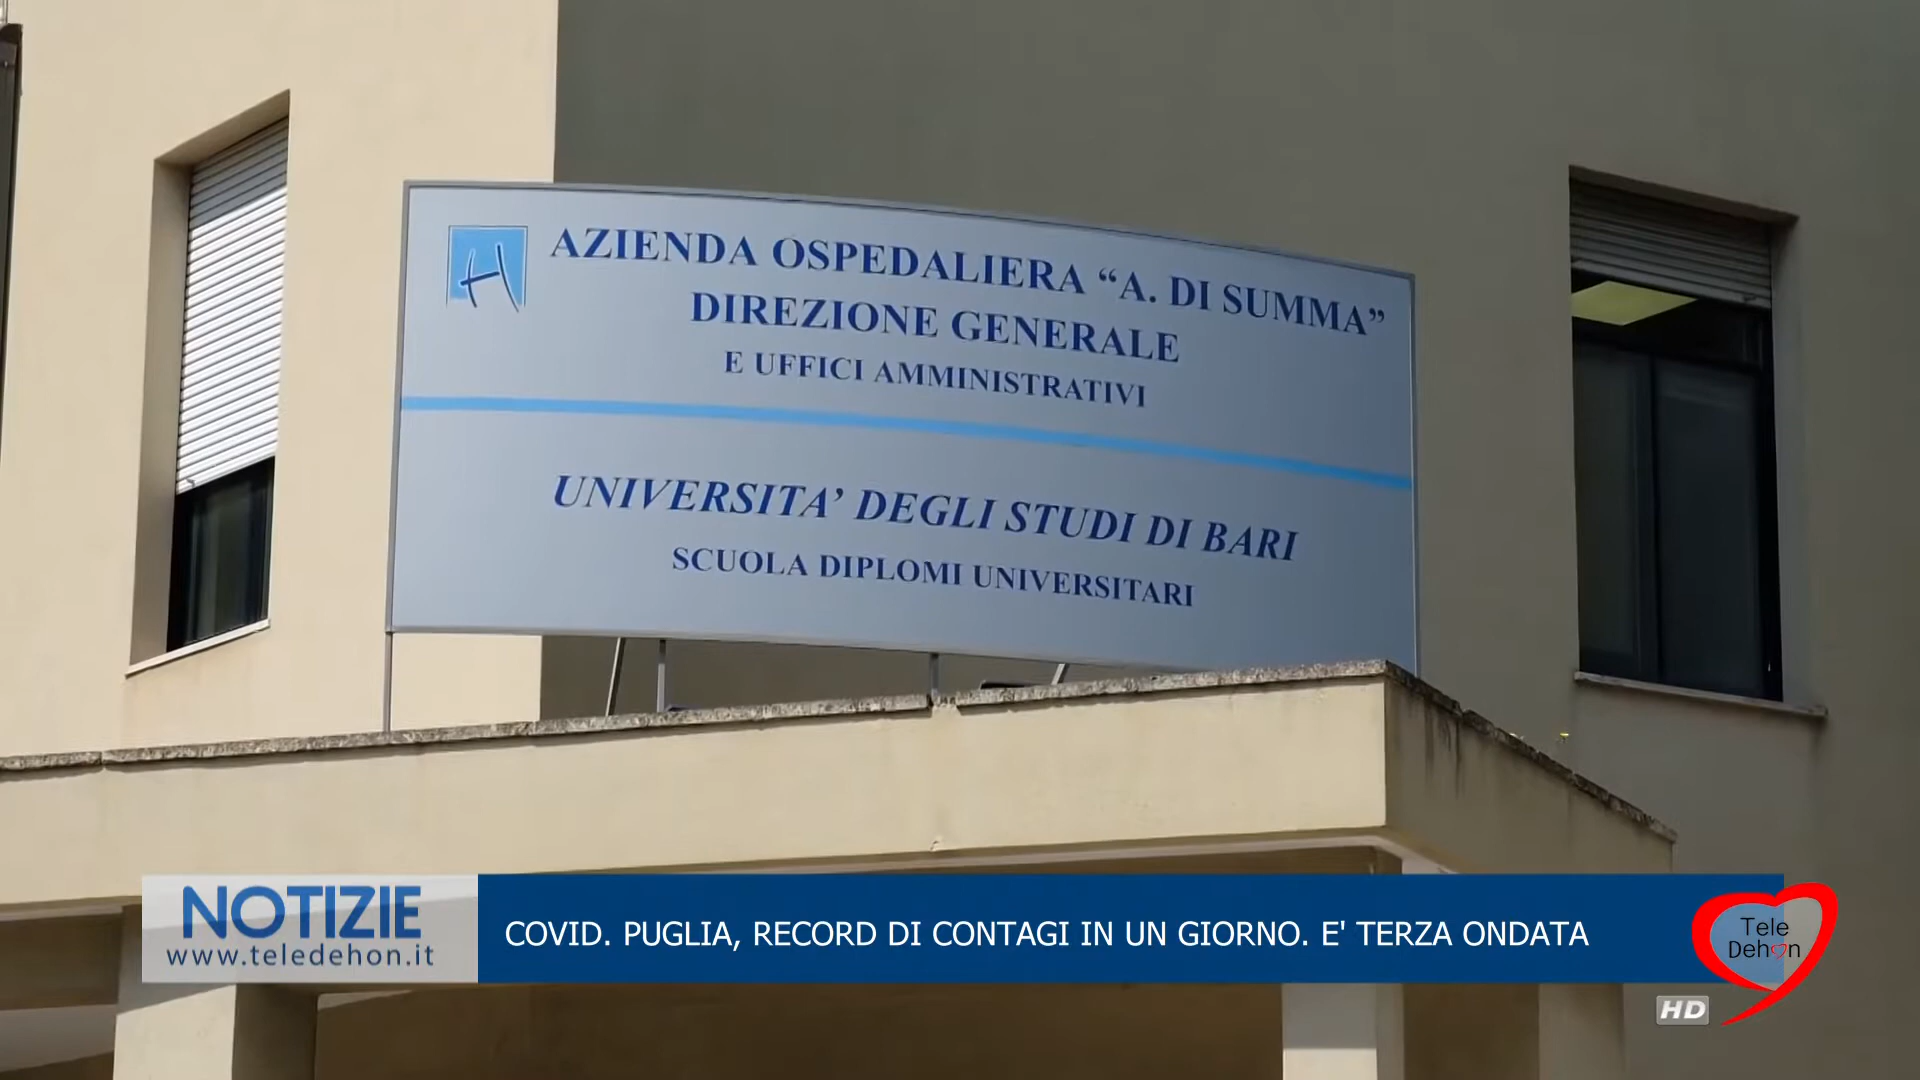 AZIENDA OSPEDALIERA “A. DI SUMMA”
DIREZIONE GENERALE
E UFFICI AMMINISTRATIVI
UNIVERSITA’ DEGLI STUDI DI BARI
SCUOLA DIPLOMI UNIVERSITARI
NOTIZIE
www.teledehon.it
COVID. PUGLIA, RECORD DI CONTAGI IN UN GIORNO. E' TERZA ONDATA
Tele
Dehon
HD